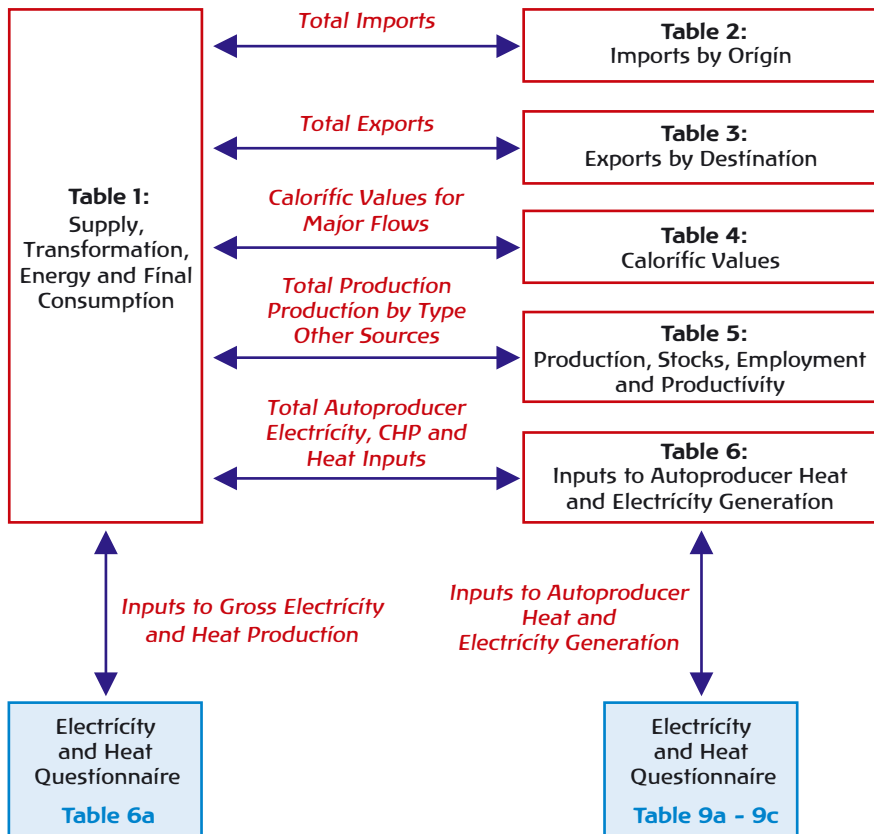 Total Imports
Table 2:
Imports by Origin
Total Exports
Table 3:
Exports by Destination
Table 1:
Supply,
Transformation,
Energy and Final
Consumption
Calorific Values for
Major Flows
Table 4:
Calorific Values
Total Production
Production by Type
Other Sources
Table 5:
Production, Stocks, Employment
and Productivity
Total Autoproducer
Electricity, CHP and
Heat Inputs
Table 6:
Inputs to Autoproducer Heat
and Electricity Generation
Inputs to Gross Electricity
and Heat Production
Inputs to Autoproducer
Heat and
Electricity Generation
Electricity
and Heat
Questionnaire
Table 6a
Electricity
and Heat
Questionnaire
Table 9a - 9c